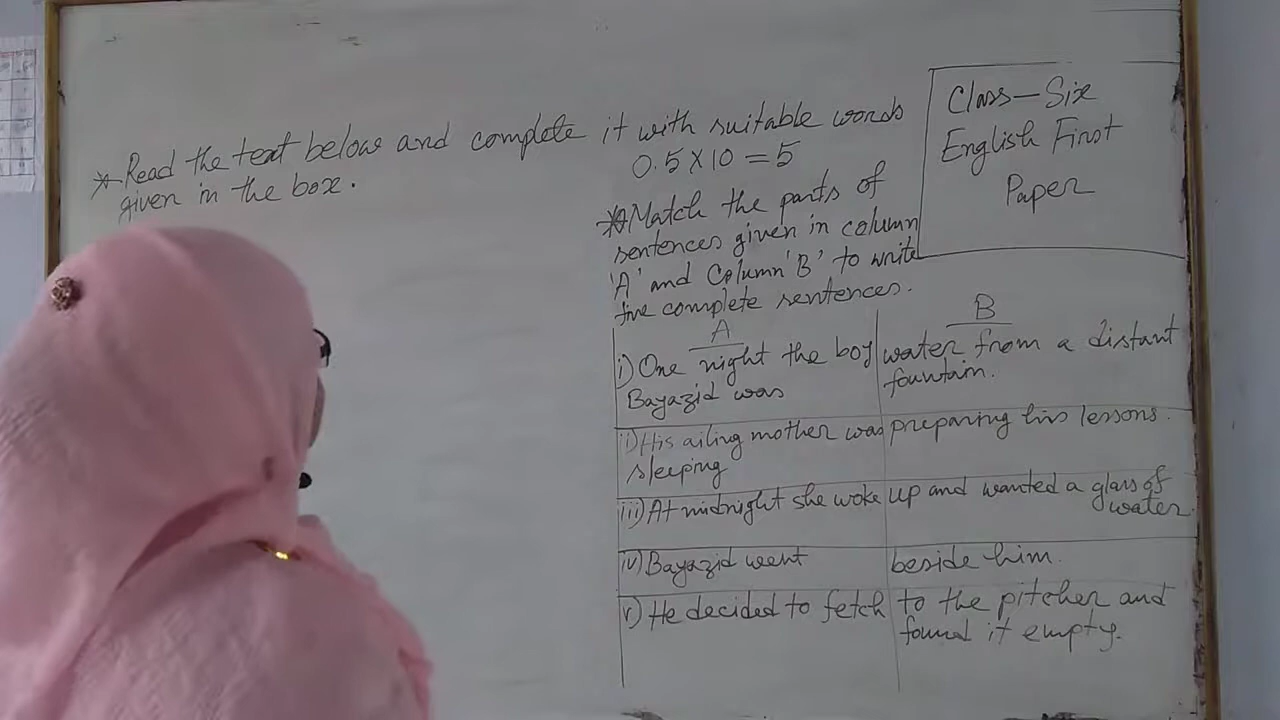 * Read the text below and complete it with suitable words
given in the box.
0.5 X 10 = 5
Class - Six
English First
Paper
* Match the parts of
sentences given in column
'A' and Column 'B' to write
five complete sentences.
A
B
i) One night the boy
Bayazid was
water from a distant
fountain.
ii) His ailing mother was
sleeping
preparing his lessons.
iii) At midnight she woke
up and wanted a glass of
water.
iv) Bayazid went
beside him.
v) He decided to fetch
to the pitcher and
found it empty.